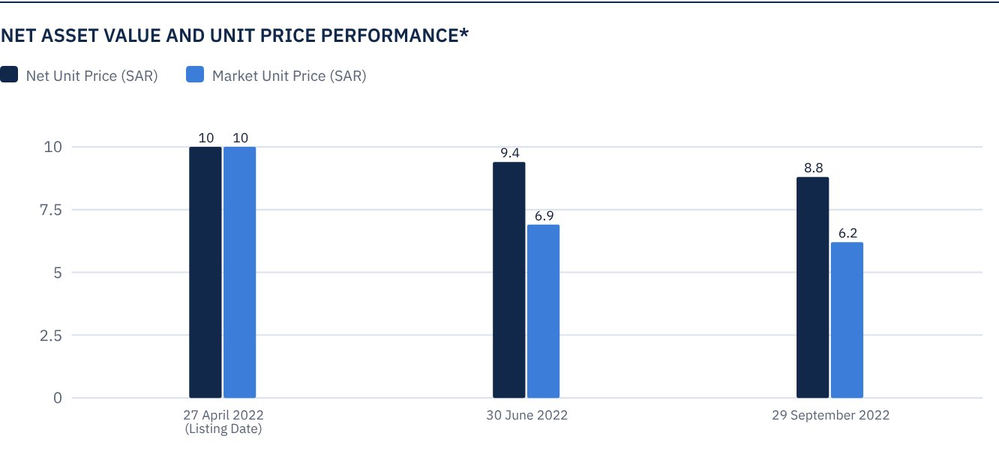 NET ASSET VALUE AND UNIT PRICE PERFORMANCE*
Net Unit Price (SAR) Market Unit Price (SAR)
10 10
10
9.4
8.8
7.5
6.9
6.2
5
2.5
0
27 April 2022 30 June 2022 29 September 2022
(Listing Date)